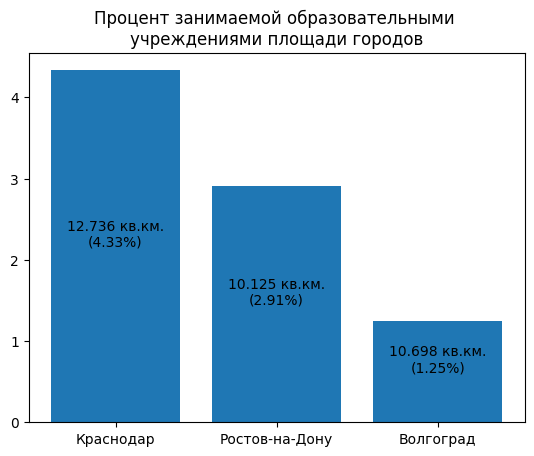 Процент занимаемой образовательными
учреждениями площади городов
4
3
2
1
0
12.736 кв.км.
(4.33%)
10.125 кв.км.
(2.91%)
10.698 кв.км.
(1.25%)
Краснодар
Ростов-на-Дону
Волгоград